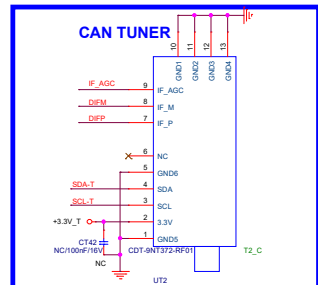 CAN TUNER
10
11
12
13
GND1
GND2
GND3
GND4
IF_AGC
9
IF_AGC
DIFM
8
IF_M
DIFP
7
IF_P
6
NC
5
GND6
SDA-T
4
SDA
SCL-T
3
SCL
+3.3V_T
2
3.3V
1
GND5
CT42
NC/100nF/16V
CDT-9NT372-RF01
T2_C
NC
UT2